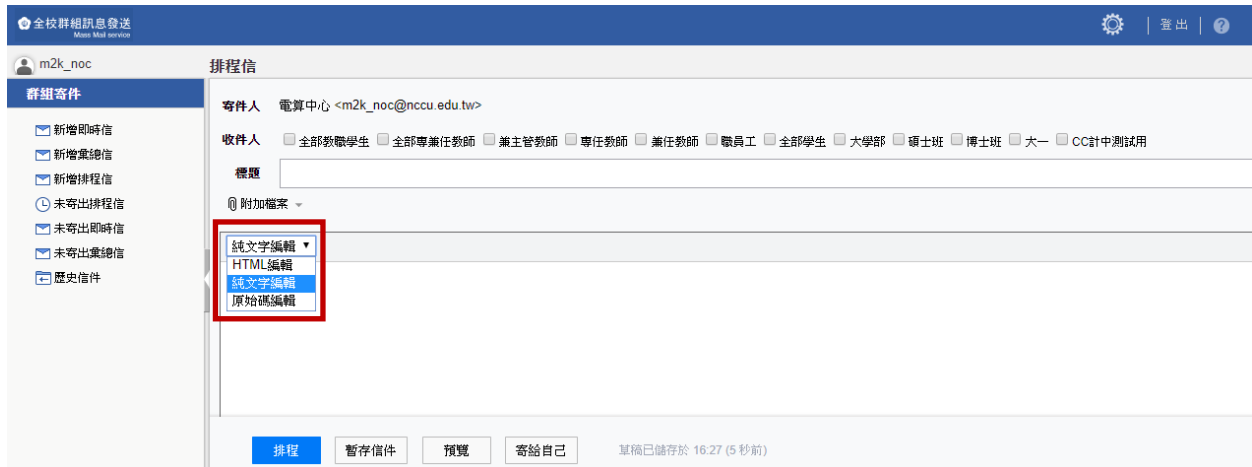 全校群組訊息發送
Mass Mail service
登出
m2k_noc
排程信
群組寄件
新增即時信
新增彙總信
新增排程信
未寄出排程信
未寄出即時信
未寄出彙總信
歷史信件
寄件人 電算中心 <m2k_noc@nccu.edu.tw>
收件人 全部教職學生 全部專兼任教師 兼主管教師 專任教師 兼任教師 職員工 全部學生 大學部 碩士班 博士班 大一 CC計中測試用
標題
附加檔案
純文字編輯
HTML編輯
純文字編輯
原始碼編輯
排程 暫存信件 預覽 寄給自己 草稿已儲存於 16:27 (5 秒前)